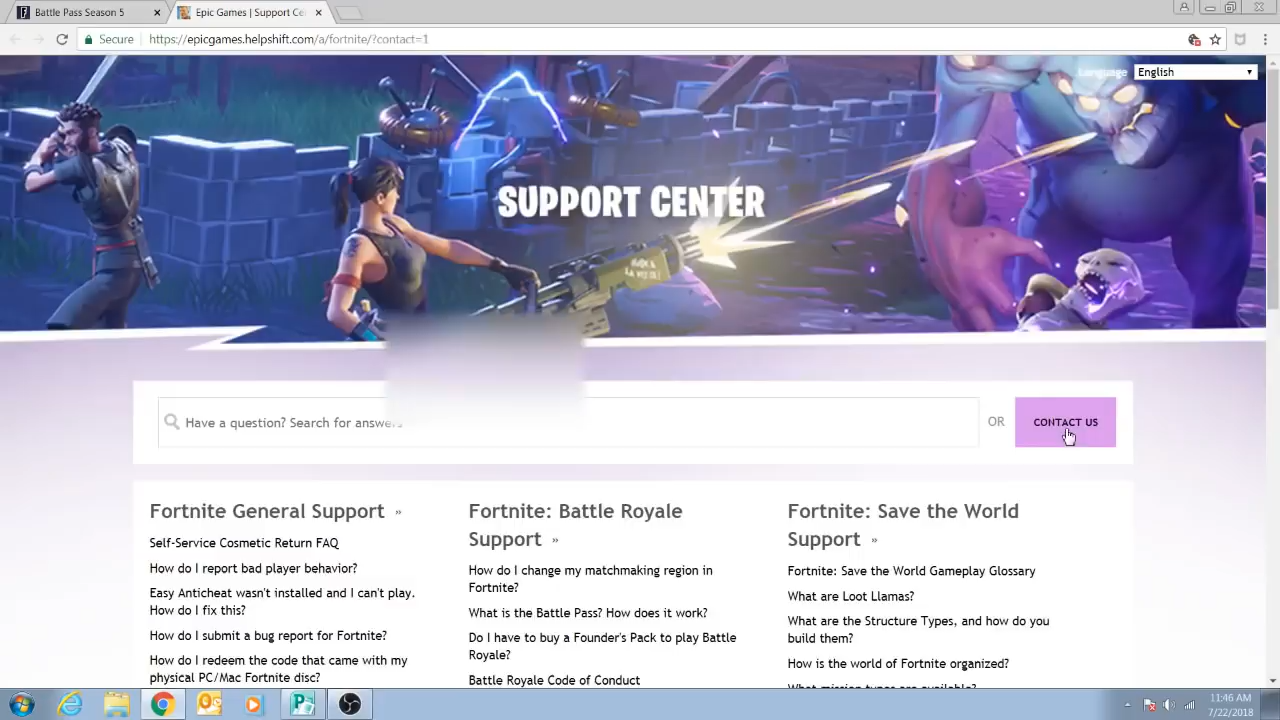 Battle Pass Season 5
Epic Games | Support Ce
Secure
https://epicgames.helpshift.com/a/fortnite/?contact=1
Language
English
SUPPORT CENTER
Have a question? Search for answers
OR
CONTACT US
Fortnite General Support »
Self-Service Cosmetic Return FAQ
How do I report bad player behavior?
Easy Anticheat wasn't installed and I can't play.
How do I fix this?
How do I submit a bug report for Fortnite?
How do I redeem the code that came with my
physical PC/Mac Fortnite disc?
Fortnite: Battle Royale
Support »
How do I change my matchmaking region in
Fortnite?
What is the Battle Pass? How does it work?
Do I have to buy a Founder's Pack to play Battle
Royale?
Battle Royale Code of Conduct
Fortnite: Save the World
Support »
Fortnite: Save the World Gameplay Glossary
What are Loot Llamas?
What are the Structure Types, and how do you
build them?
How is the world of Fortnite organized?
What mission types are available?
11:46 AM
7/22/2018